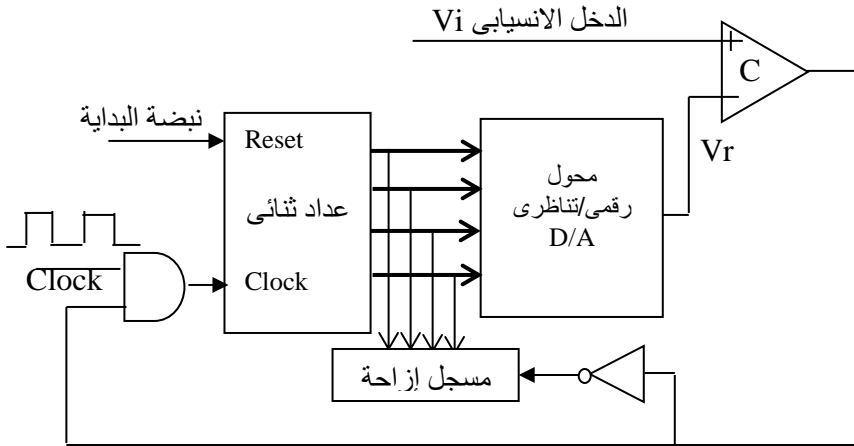 الدخل الانسيابى Vi
C
نبضة البداية
Reset
Vr
محول
رقمى/تناظرى
D/A
عداد ثنائى
Clock
Clock
مسجل إزاحة